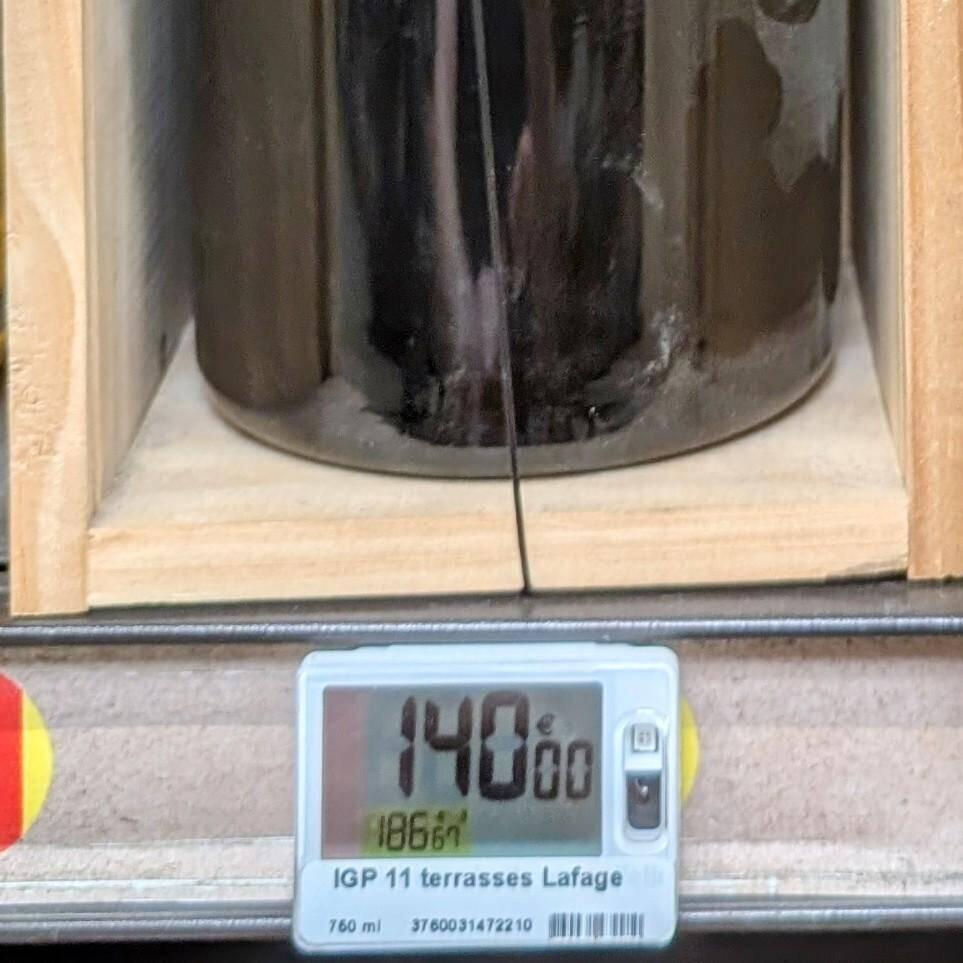 140€00
186€67
IGP 11 terrasses Lafage
750 ml 3760031472210